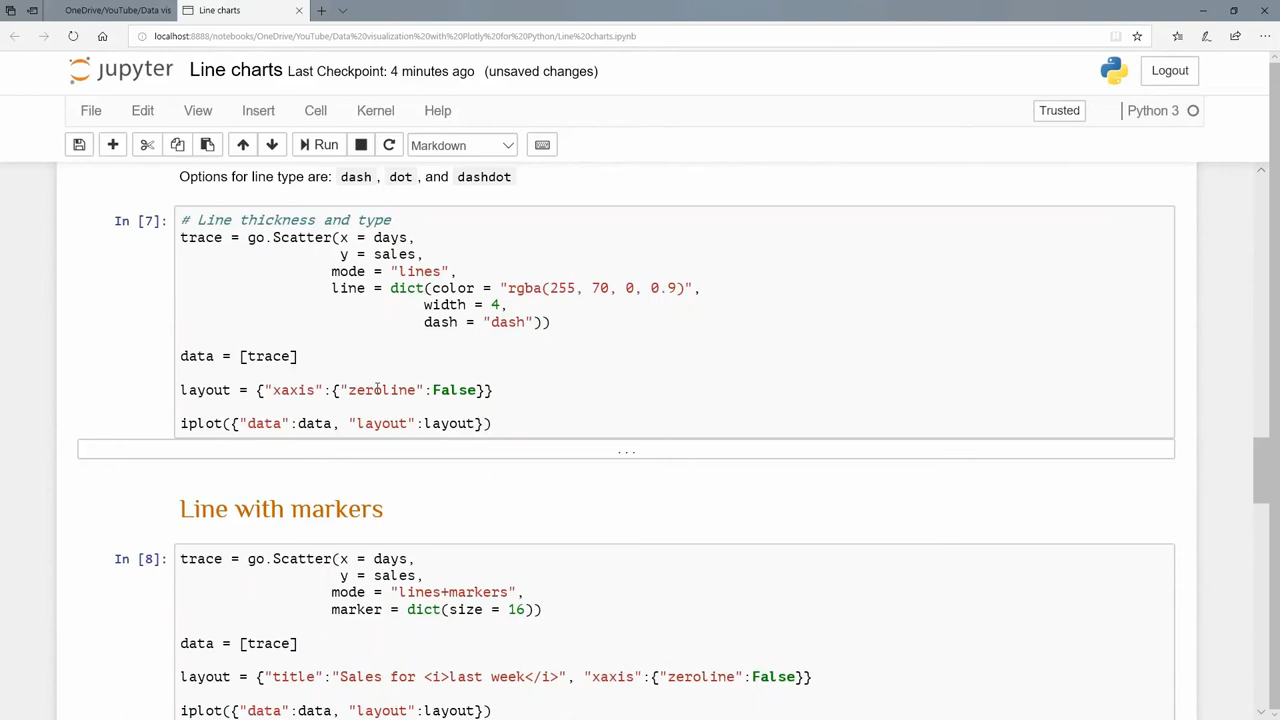 OneDrive/YouTube/Data vis
Line charts
localhost:8888/notebooks/OneDrive/YouTube/Data%20visualization%20with%20Plotly%20for%20Python/Line%20charts.ipynb
jupyter Line charts Last Checkpoint: 4 minutes ago (unsaved changes)
Logout
File Edit View Insert Cell Kernel Help
Trusted
Python 3
Run
Markdown
Options for line type are: dash, dot, and dashdot
In [7]:
# Line thickness and type
trace = go.Scatter(x = days,
y = sales,
mode = "lines",
line = dict(color = "rgba(255, 70, 0, 0.9)",
width = 4,
dash = "dash"))
data = [trace]
layout = {"xaxis":{"zeroline":False}}
iplot({"data":data, "layout":layout})
...
Line with markers
In [8]:
trace = go.Scatter(x = days,
y = sales,
mode = "lines+markers",
marker = dict(size = 16))
data = [trace]
layout = {"title":"Sales for <i>last week</i>", "xaxis":{"zeroline":False}}
iplot({"data":data, "layout":layout})